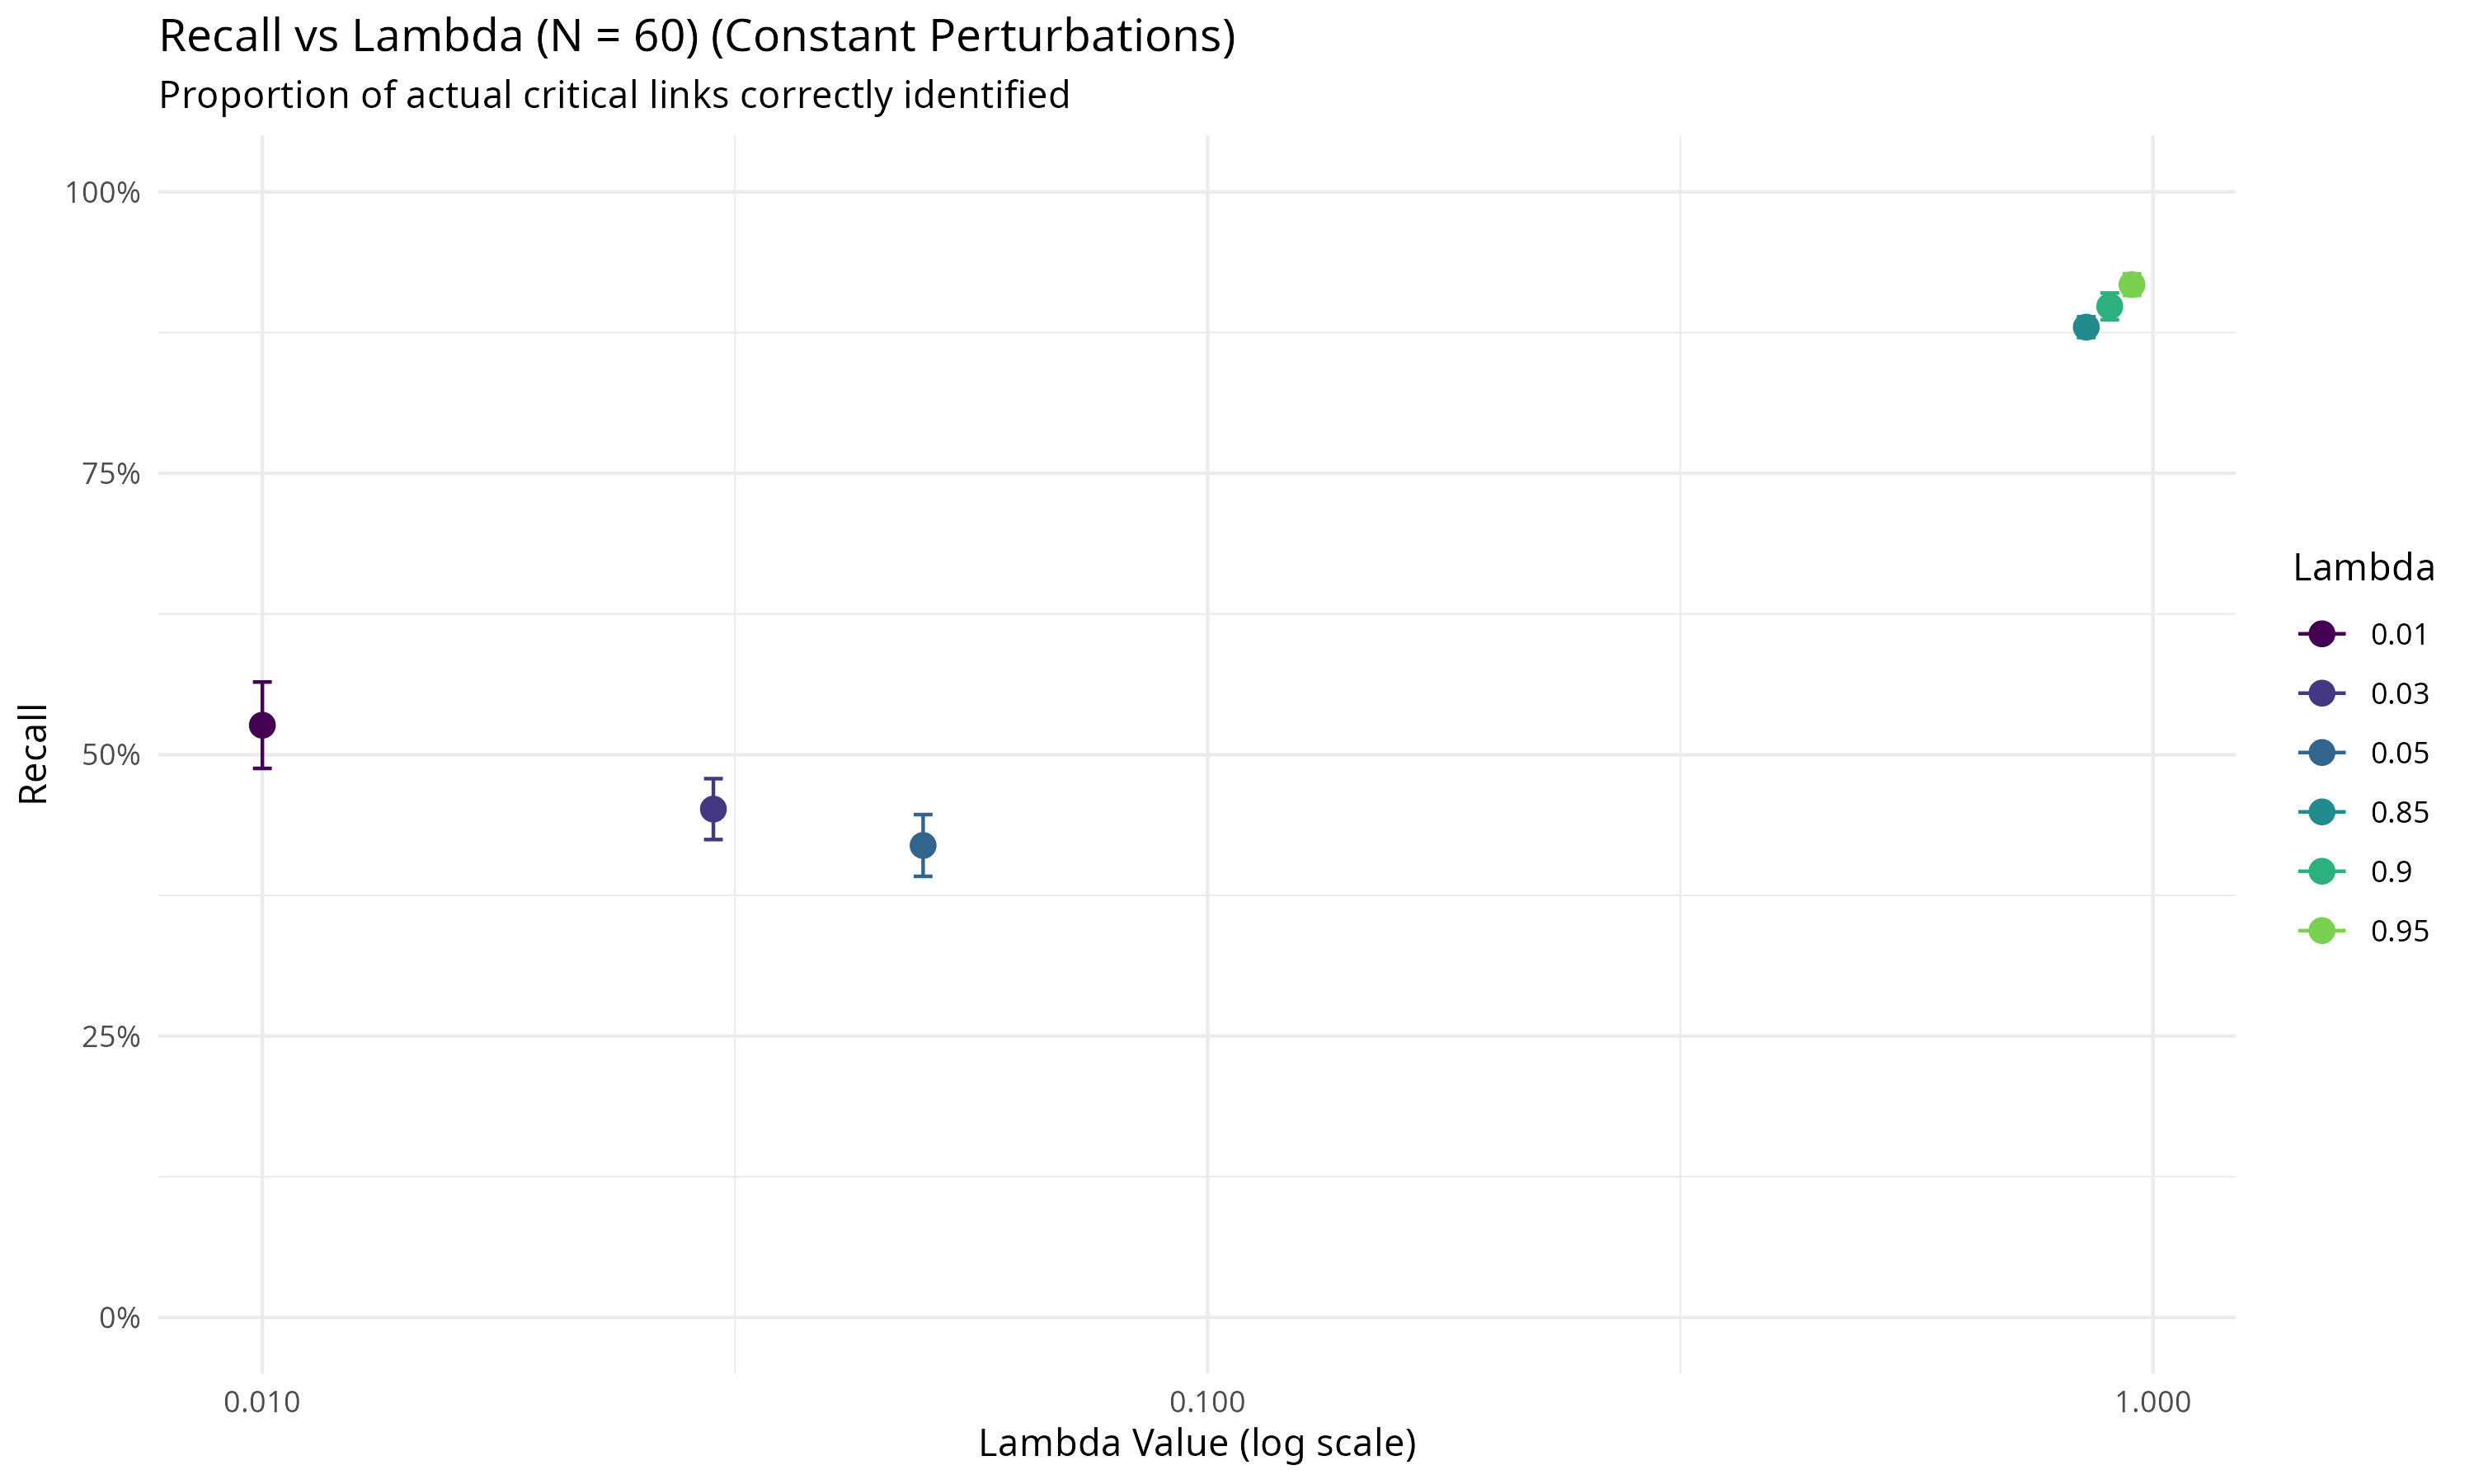 Recall vs Lambda (N = 60) (Constant Perturbations)
Proportion of actual critical links correctly identified
100%
75%
50%
25%
0%
Recall
0.010
0.100
1.000
Lambda Value (log scale)
Lambda
0.01
0.03
0.05
0.85
0.9
0.95